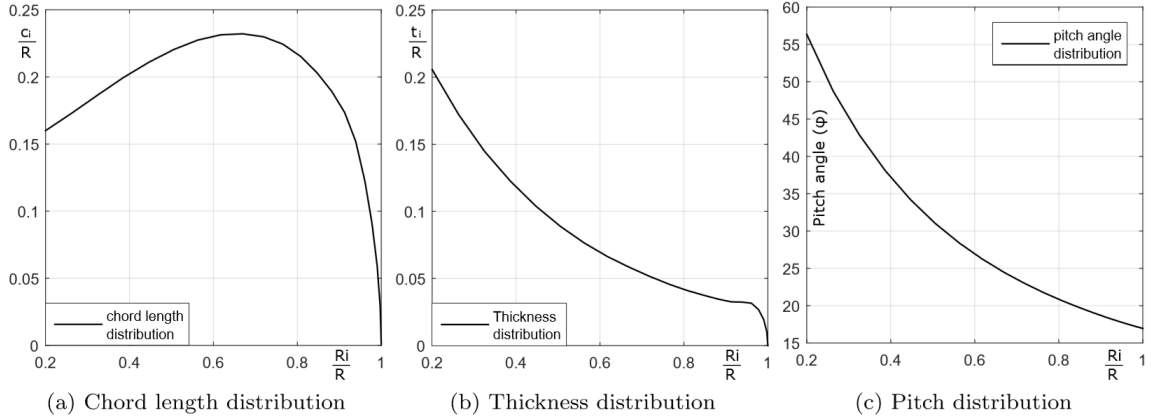 0.25
c_i
R
0.2
0.15
0.1
0.05
0
chord length
distribution
0.2 0.4 0.6 0.8 1
Ri
R
(a) Chord length distribution
0.25
t_i
R
0.2
0.15
0.1
0.05
0
Thickness
distribution
0.2 0.4 0.6 0.8 1
Ri
R
(b) Thickness distribution
60
55
50
45
40
35
30
25
20
15
Pitch angle (φ)
pitch angle
distribution
0.2 0.4 0.6 0.8 1
Ri
R
(c) Pitch distribution